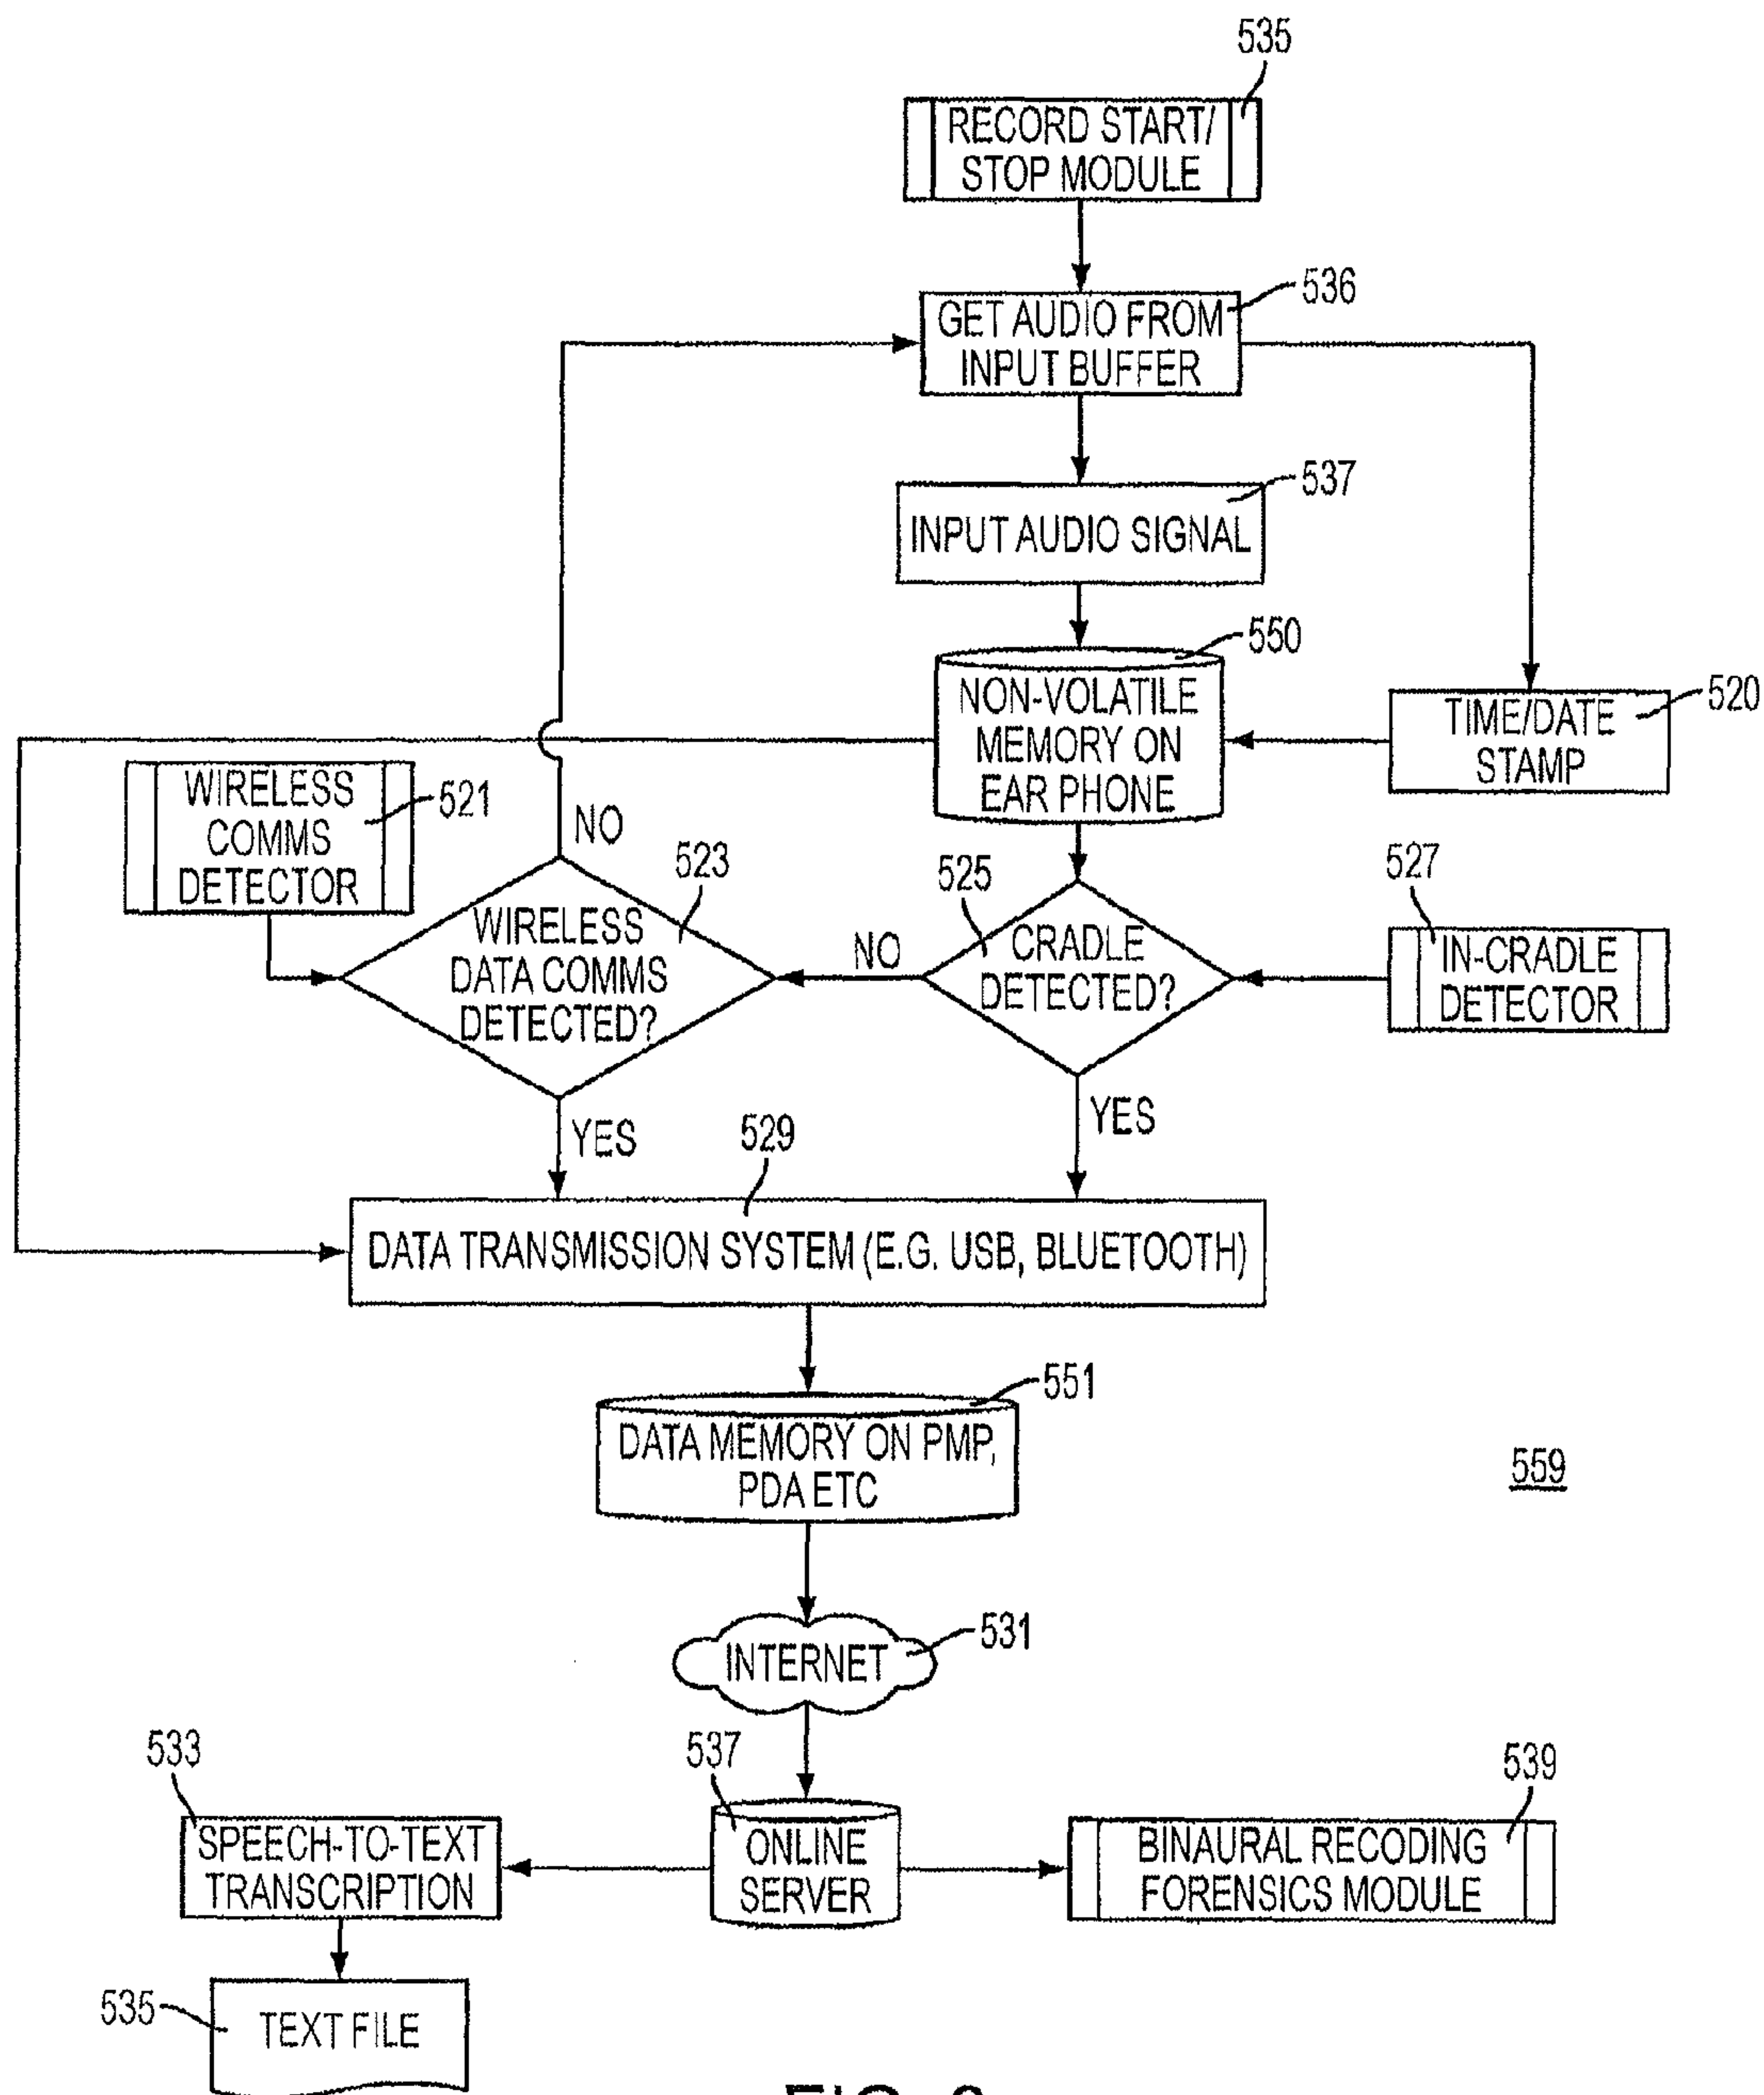 535
RECORD START/
STOP MODULE
536
GET AUDIO FROM
INPUT BUFFER
537
INPUT AUDIO SIGNAL
550
NON-VOLATILE
MEMORY ON
EAR PHONE
520
TIME/DATE
STAMP
WIRELESS
COMMS
DETECTOR
521
NO
523
WIRELESS
DATA COMMS
DETECTED?
NO
525
CRADLE
DETECTED?
527
IN-CRADLE
DETECTOR
YES
529
YES
DATA TRANSMISSION SYSTEM (E.G. USB, BLUETOOTH)
551
DATA MEMORY ON PMP,
PDA ETC
559
INTERNET
531
533
SPEECH-TO-TEXT
TRANSCRIPTION
537
ONLINE
SERVER
539
BINAURAL RECODING
FORENSICS MODULE
535
TEXT FILE